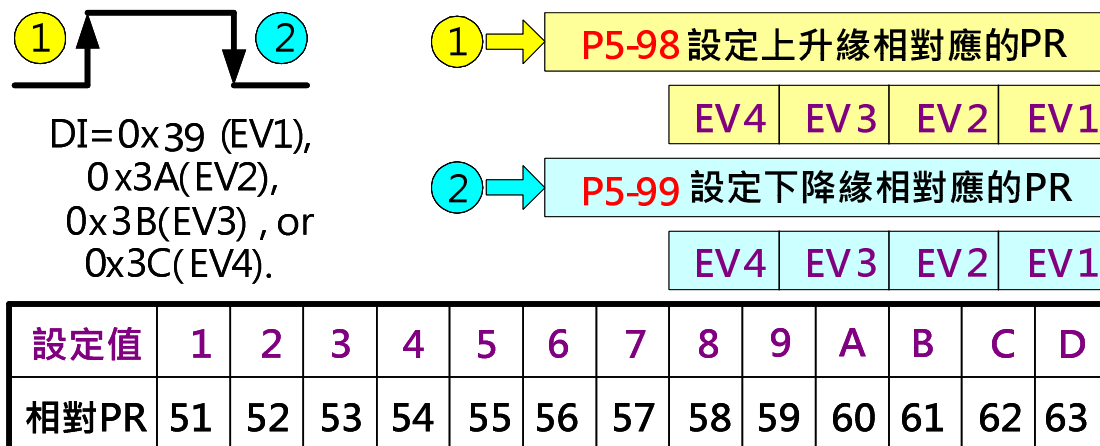 1
2
DI=0x39 (EV1),
0x3A(EV2),
0x3B(EV3) , or
0x3C(EV4).
1 P5-98 設定上升緣相對應的PR
EV4 EV3 EV2 EV1
2 P5-99 設定下降緣相對應的PR
EV4 EV3 EV2 EV1
設定值 1 2 3 4 5 6 7 8 9 A B C D
相對PR 51 52 53 54 55 56 57 58 59 60 61 62 63